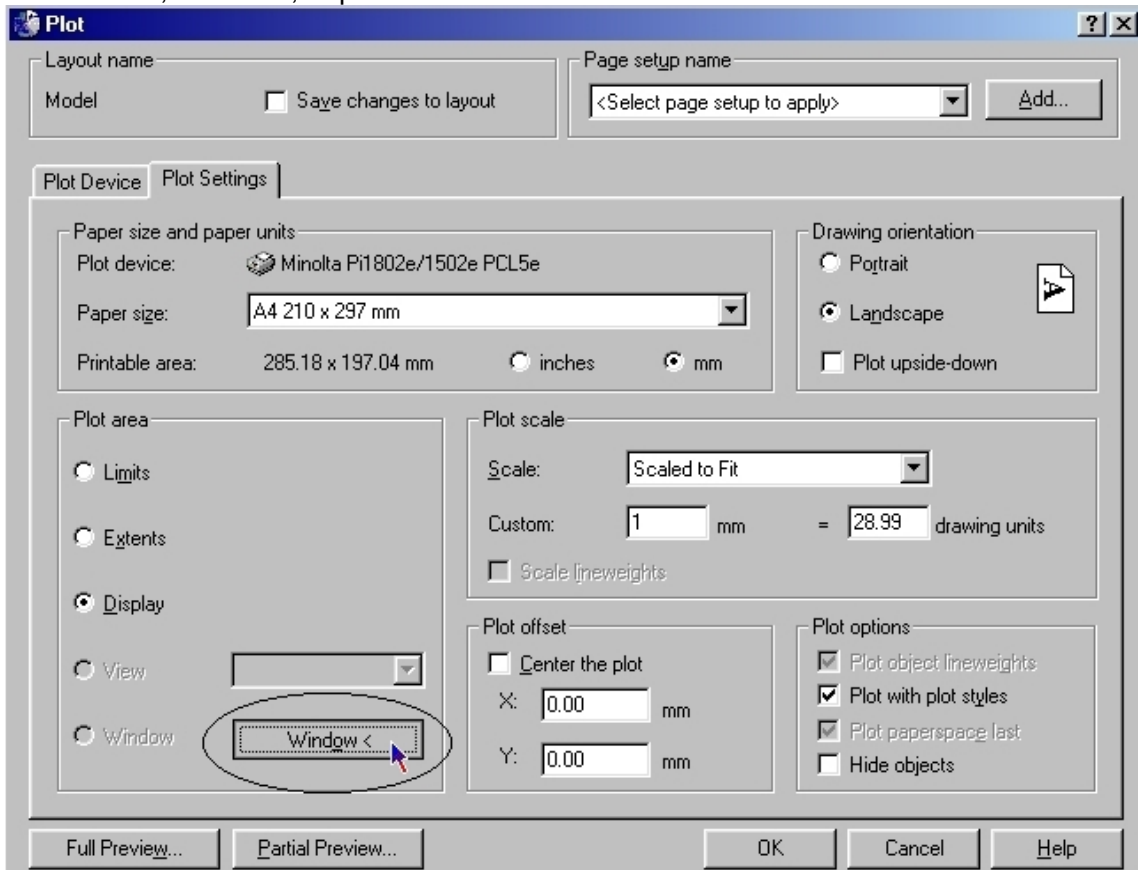 Plot
Layout name
Model
Save changes to layout
Page setup name
<Select page setup to apply>
Add...
Plot Device
Plot Settings
Paper size and paper units
Plot device:
Minolta Pi1802e/1502e PCL5e
Paper size:
A4 210 x 297 mm
Printable area:
285.18 x 197.04 mm
inches
mm
Drawing orientation
Portrait
Landscape
Plot upside-down
A
Plot area
Limits
Extents
Display
View
Window
Window <
Plot scale
Scale:
Scaled to Fit
Custom:
1
mm
=
28.99
drawing units
Scale lineweights
Plot offset
Center the plot
X:
0.00
mm
Y:
0.00
mm
Plot options
Plot object lineweights
Plot with plot styles
Plot paperspace last
Hide objects
Full Preview...
Partial Preview...
OK
Cancel
Help